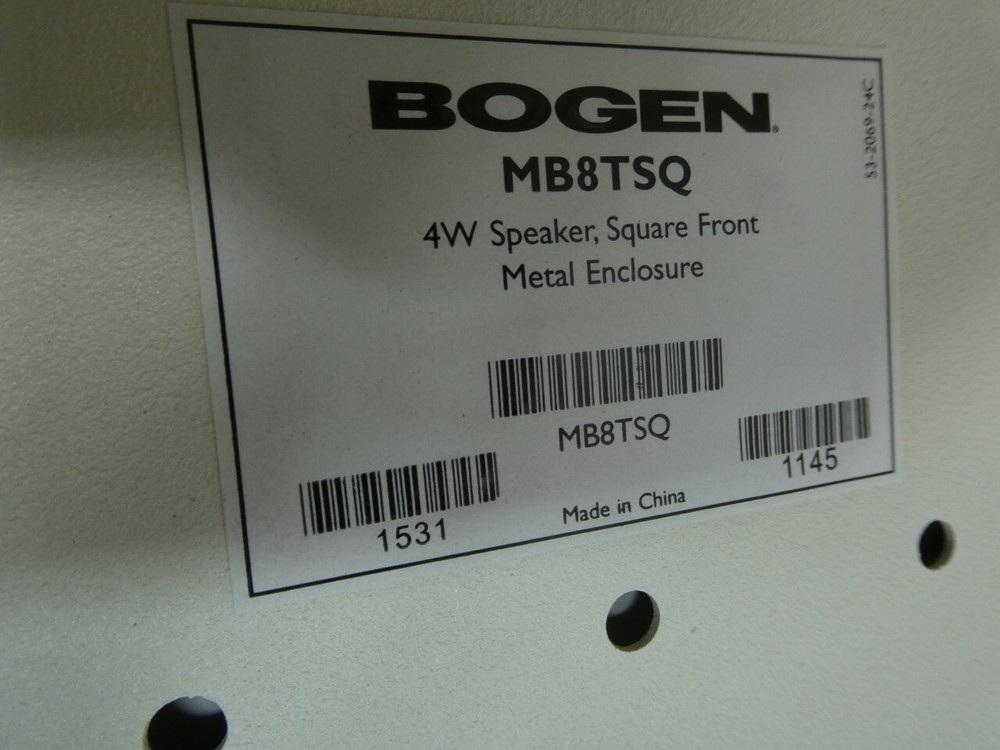 BOGEN®
MB8TSQ
4W Speaker, Square Front
Metal Enclosure
53-2069-24C
MB8TSQ
1531
1145
Made in China